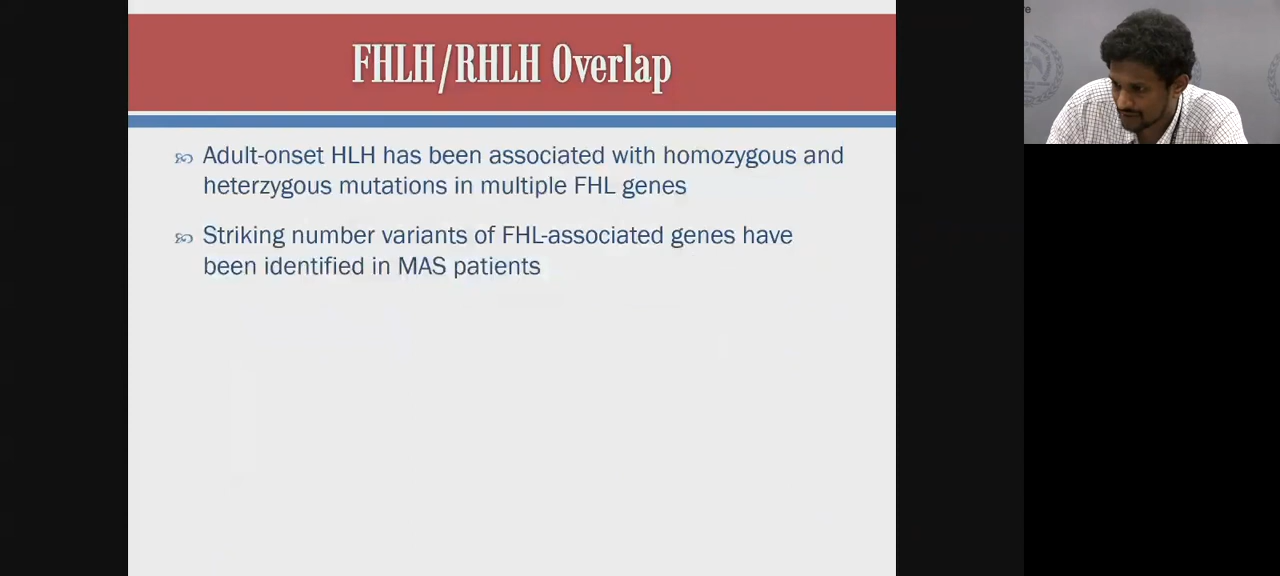 FHLH/RHLH Overlap
Adult-onset HLH has been associated with homozygous and
heterzygous mutations in multiple FHL genes
Striking number variants of FHL-associated genes have
been identified in MAS patients
re